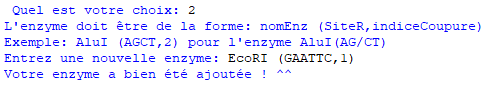 Quel est votre choix: 2
L'enzyme doit être de la forme: nomEnz (SiteR,indiceCoupure)
Exemple: AluI (AGCT,2) pour l'enzyme AluI(AG/CT)
Entrez une nouvelle enzyme: EcoRI (GAATTC,1)
Votre enzyme a bien été ajoutée ! ^^